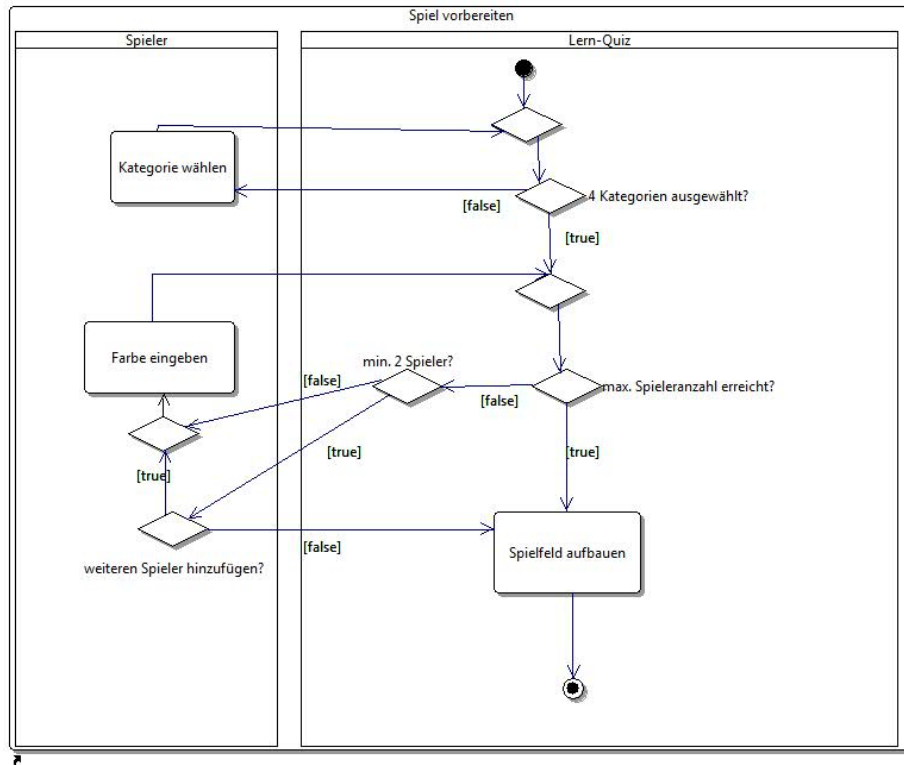 Spiel vorbereiten
Spieler
Lern-Quiz
Kategorie wählen
4 Kategorien ausgewählt?
[false]
[true]
Farbe eingeben
min. 2 Spieler?
[false]
[false]
max. Spieleranzahl erreicht?
[true]
[true]
[true]
weiteren Spieler hinzufügen?
[false]
Spielfeld aufbauen